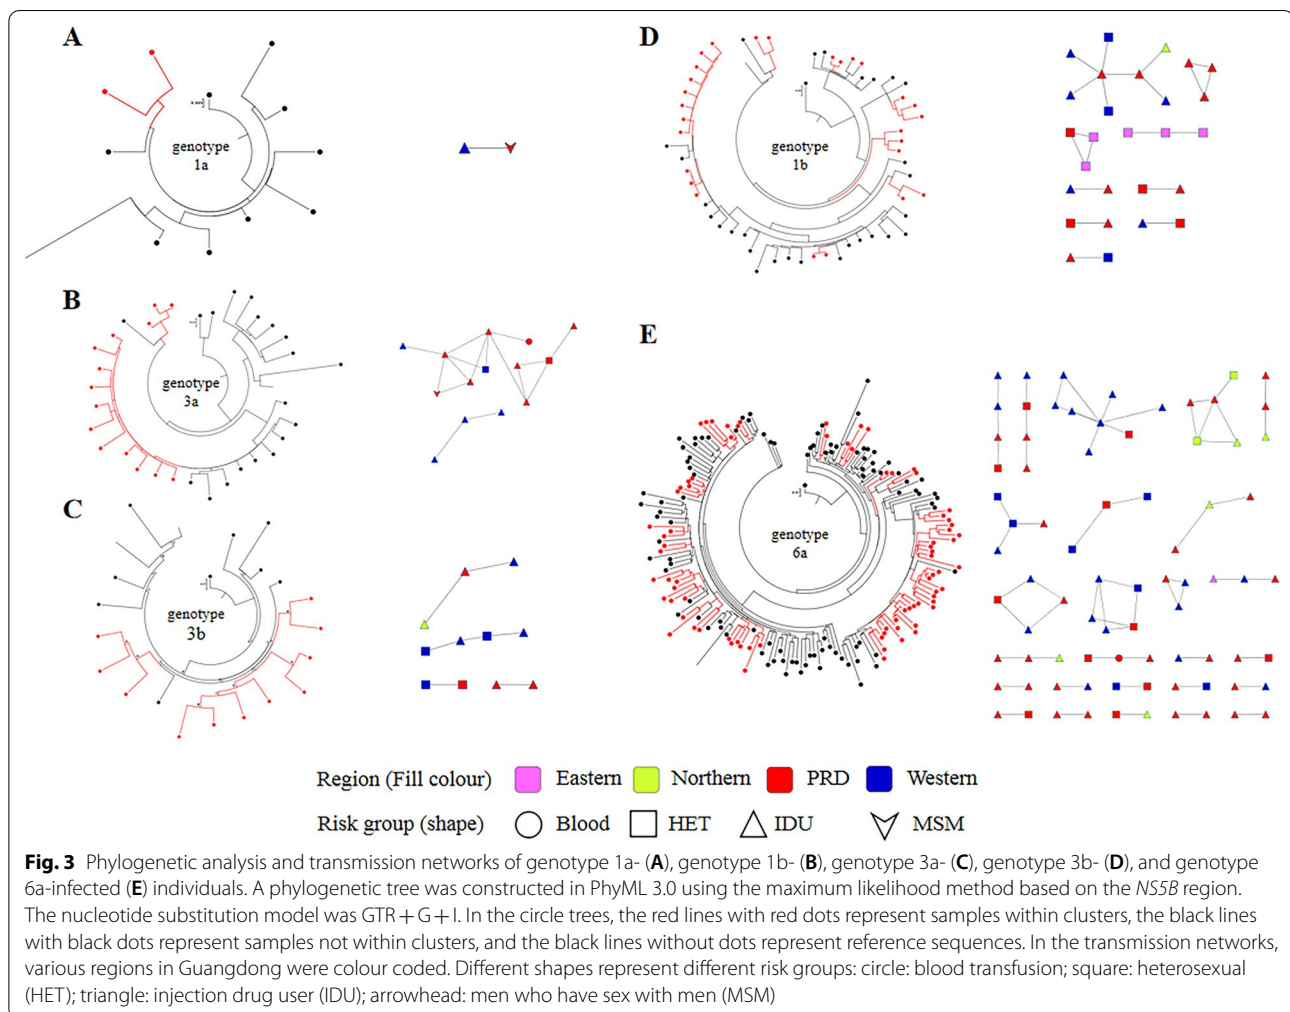 A
genotype
1a
D
genotype
1b
B
genotype
3a
C
genotype
3b
E
genotype
6a
Region (Fill colour) Eastern Northern PRD Western
Risk group (shape) Blood HET IDU MSM
Fig. 3 Phylogenetic analysis and transmission networks of genotype 1a- (A), genotype 1b- (B), genotype 3a- (C), genotype 3b- (D), and genotype
6a-infected (E) individuals. A phylogenetic tree was constructed in PhyML 3.0 using the maximum likelihood method based on the NS5B region.
The nucleotide substitution model was GTR + G + I. In the circle trees, the red lines with red dots represent samples within clusters, the black lines
with black dots represent samples not within clusters, and the black lines without dots represent reference sequences. In the transmission networks,
various regions in Guangdong were colour coded. Different shapes represent different risk groups: circle: blood transfusion; square: heterosexual
(HET); triangle: injection drug user (IDU); arrowhead: men who have sex with men (MSM)